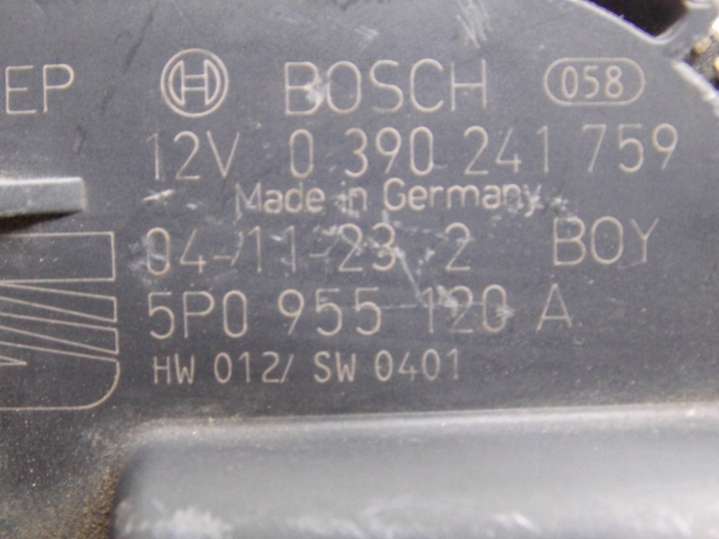 EP BOSCH 058
12V 0 390 241 759
Made in Germany
04-11-23 2 BOY
5P0 955 120 A
HW 012/ SW 0401